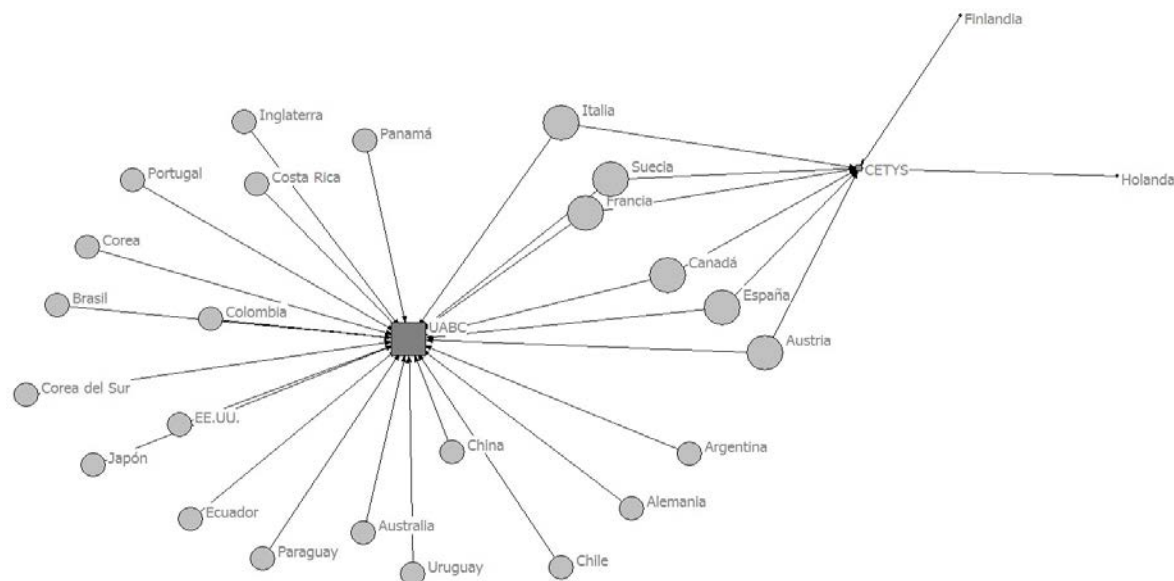 Finlandia
Italia
Inglaterra
Panamá
Suecia
CETYS
Holanda
Portugal
Costa Rica
Francia
Corea
Canadá
España
Brasil
Colombia
UABC
Austria
Corea del Sur
EE.UU.
China
Argentina
Japón
Alemania
Ecuador
Australia
Paraguay
Chile
Uruguay